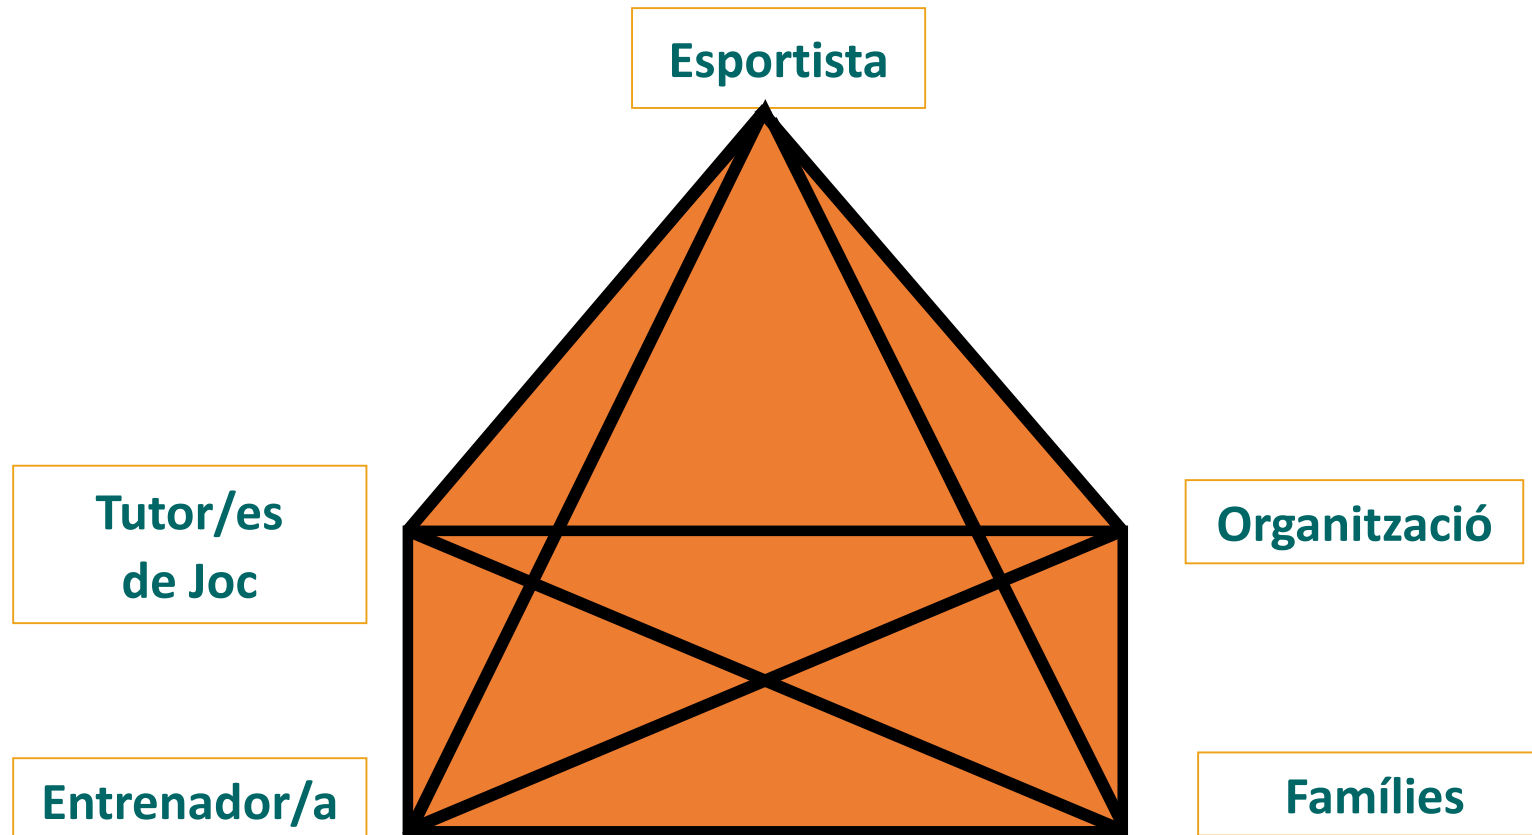 Esportista
Tutor/es
de Joc
Organització
Entrenador/a
Famílies